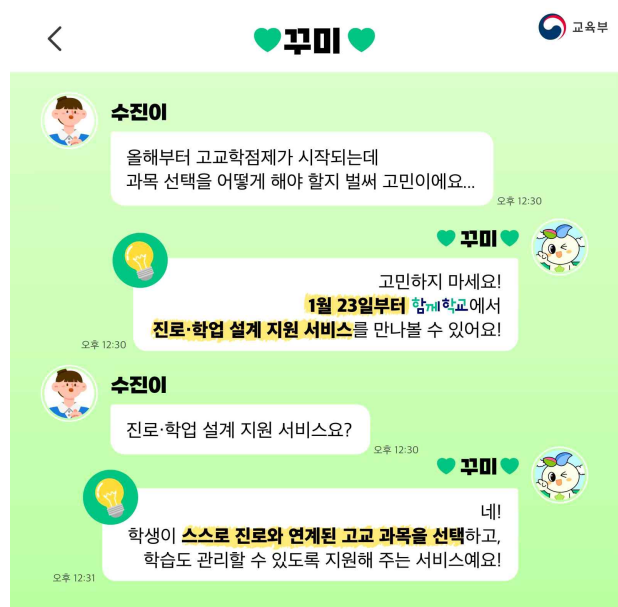 꾸미
교육부
수진이
올해부터 고교학점제가 시작되는데
과목 선택을 어떻게 해야 할지 벌써 고민이에요...
오후 12:30
꾸미
고민하지 마세요!
1월 23일부터 함께학교에서
진로·학업 설계 지원 서비스를 만나볼 수 있어요!
오후 12:30
수진이
진로·학업 설계 지원 서비스요?
오후 12:30
꾸미
네!
학생이 스스로 진로와 연계된 고교 과목을 선택하고,
학습도 관리할 수 있도록 지원해 주는 서비스예요!
오후 12:31